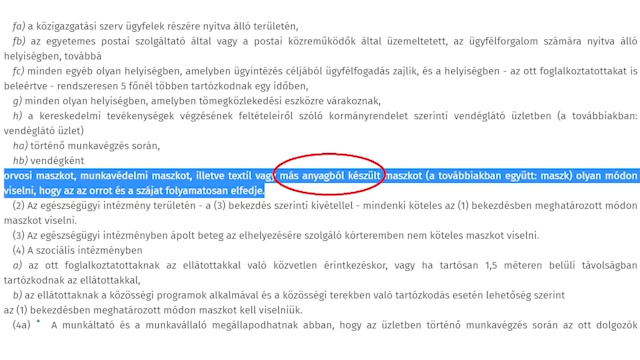 fa) a közigazgatási szerv ügyfelek részére nyitva álló területén,
fb) az egyetemes postai szolgáltató által vagy a postai közreműködők által üzemeltetett, az ügyfélforgalom számára nyitva álló
helyiségben, továbbá
fc) minden egyéb olyan helyiségben, amelyben ügyintézés céljából ügyfélfogadás zajlik, és a helyiségben - az ott foglalkoztatottakat is
beleértve - rendszeresen 5 főnél többen tartózkodnak egy időben,
g) minden olyan helyiségben, amelyben tömegközlekedési eszközre várakoznak,
h) a kereskedelmi tevékenységek végzésének feltételeiről szóló kormányrendelet szerinti vendéglátó üzletben (a továbbiakban:
vendéglátó üzlet)
ha) történő munkavégzés során,
hb) vendégként
orvosi maszkot, munkavédelmi maszkot, illetve textil vagy más anyagból készült maszkot (a továbbiakban együtt: maszk) olyan módon
viselni, hogy az az orrot és a szájat folyamatosan elfedje.
(2) Az egészségügyi intézmény területén - a (3) bekezdés szerinti kivétellel - mindenki köteles az (1) bekezdésben meghatározott módon
maszkot viselni.
(3) Az egészségügyi intézményben ápolt beteg az elhelyezésére szolgáló kórteremben nem köteles maszkot viselni.
(4) A szociális intézményben
a) az ott foglalkoztatottaknak az ellátottakkal való közvetlen érintkezéskor, vagy ha tartósan 1,5 méteren belüli távolságban
tartózkodnak az ellátottakkal,
b) az ellátottaknak a közösségi programok alkalmával és a közösségi terekben való tartózkodás esetén lehetőség szerint
az (1) bekezdésben meghatározott módon maszkot kell viselniük.
(4a) * A munkáltató és a munkavállaló megállapodhatnak abban, hogy az üzletben történő munkavégzés során az ott dolgozók